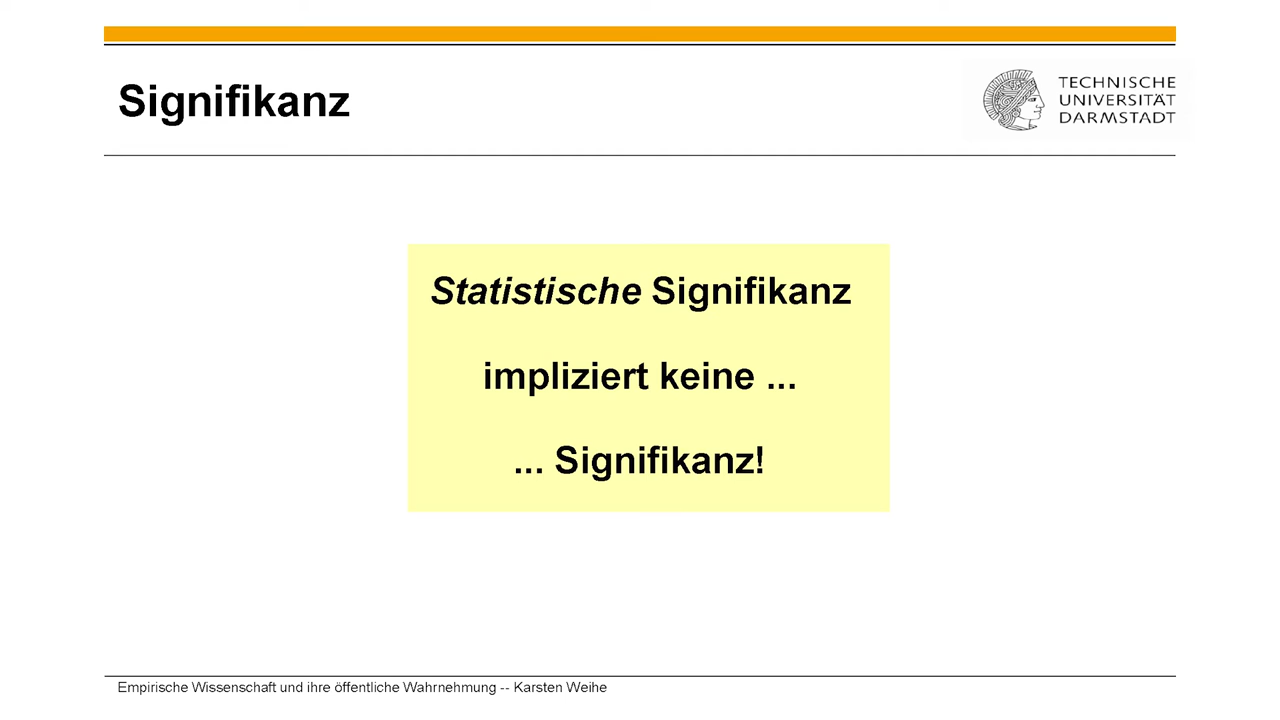 Signifikanz
TECHNISCHE
UNIVERSITÄT
DARMSTADT
Statistische Signifikanz
impliziert keine ...
... Signifikanz!
Empirische Wissenschaft und ihre öffentliche Wahrnehmung -- Karsten Weihe